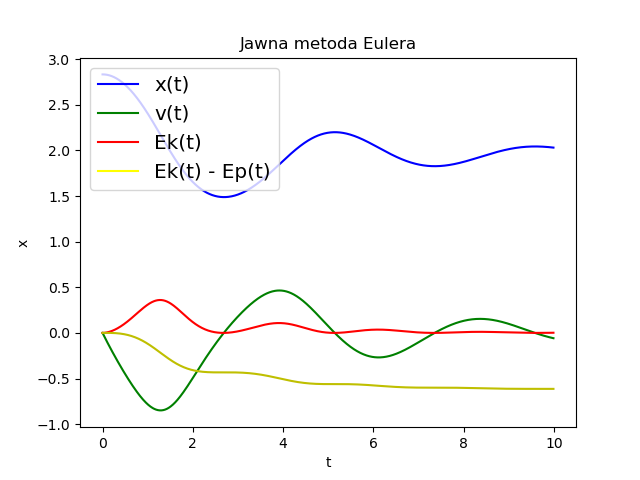 Jawna metoda Eulera
x(t)
v(t)
Ek(t)
Ek(t) - Ep(t)
3.0
2.5
2.0
1.5
1.0
0.5
0.0
−0.5
−1.0
x
0 2 4 6 8 10
t